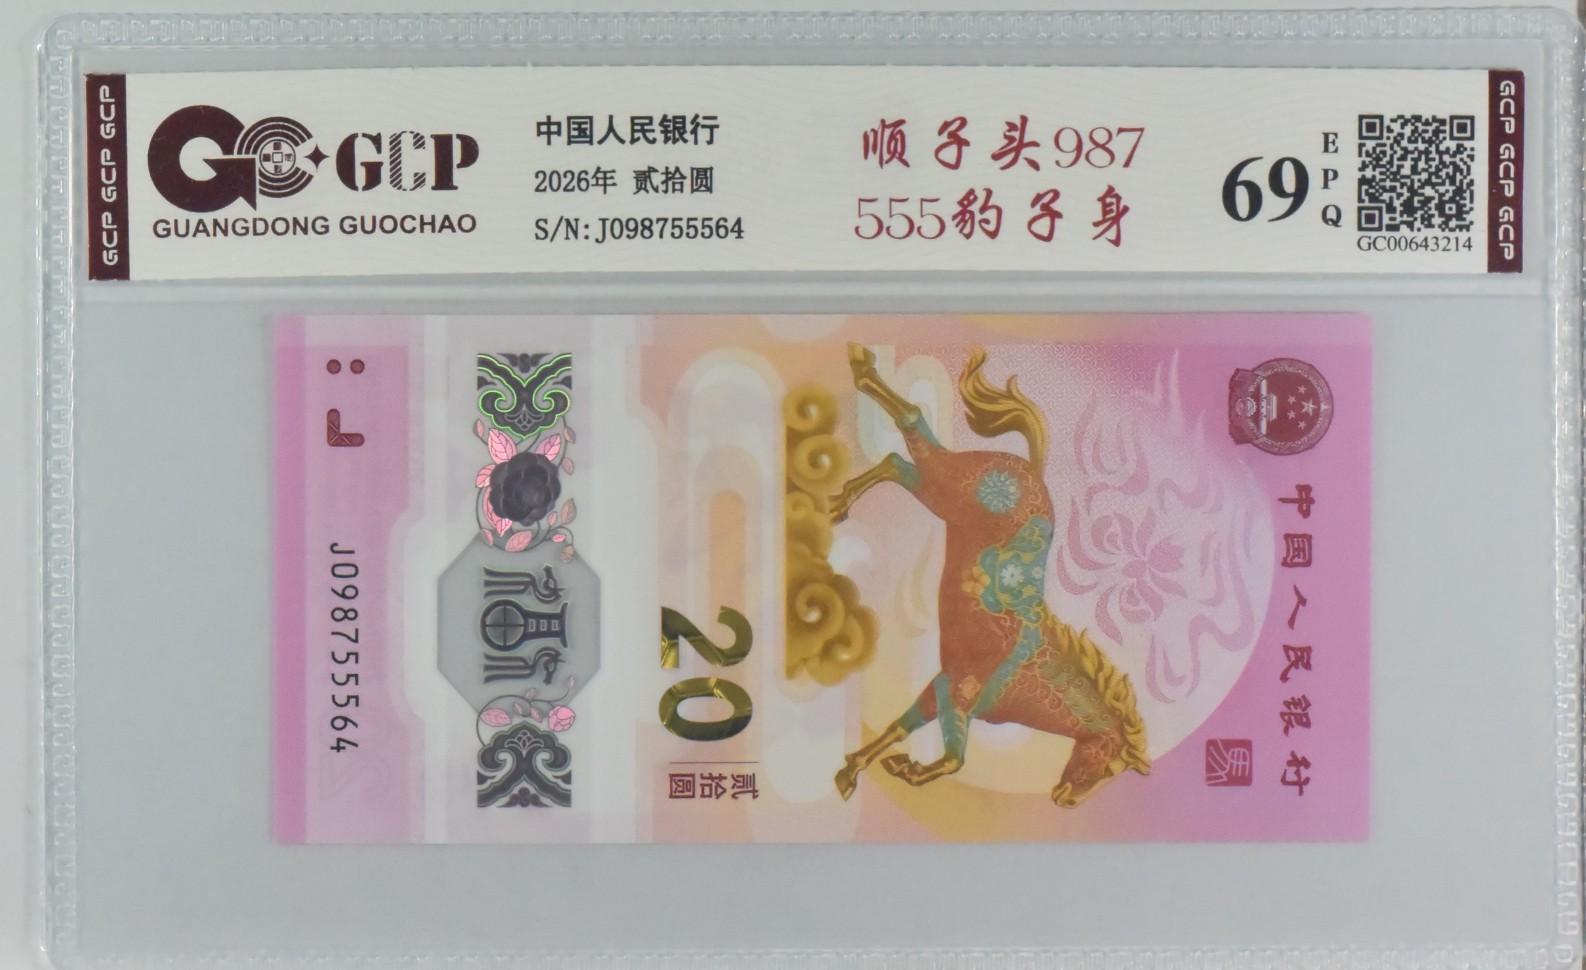 GCP GCP GCP
GCP
GUANGDONG GUOCHAO
中国人民银行
2026年 贰拾圆
S/N:J098755564
顺子头987
555豹子身
69
EPQ
GC00643214
GCP GCP GCP
中国人民银行
马
20
贰拾圆
J098755564